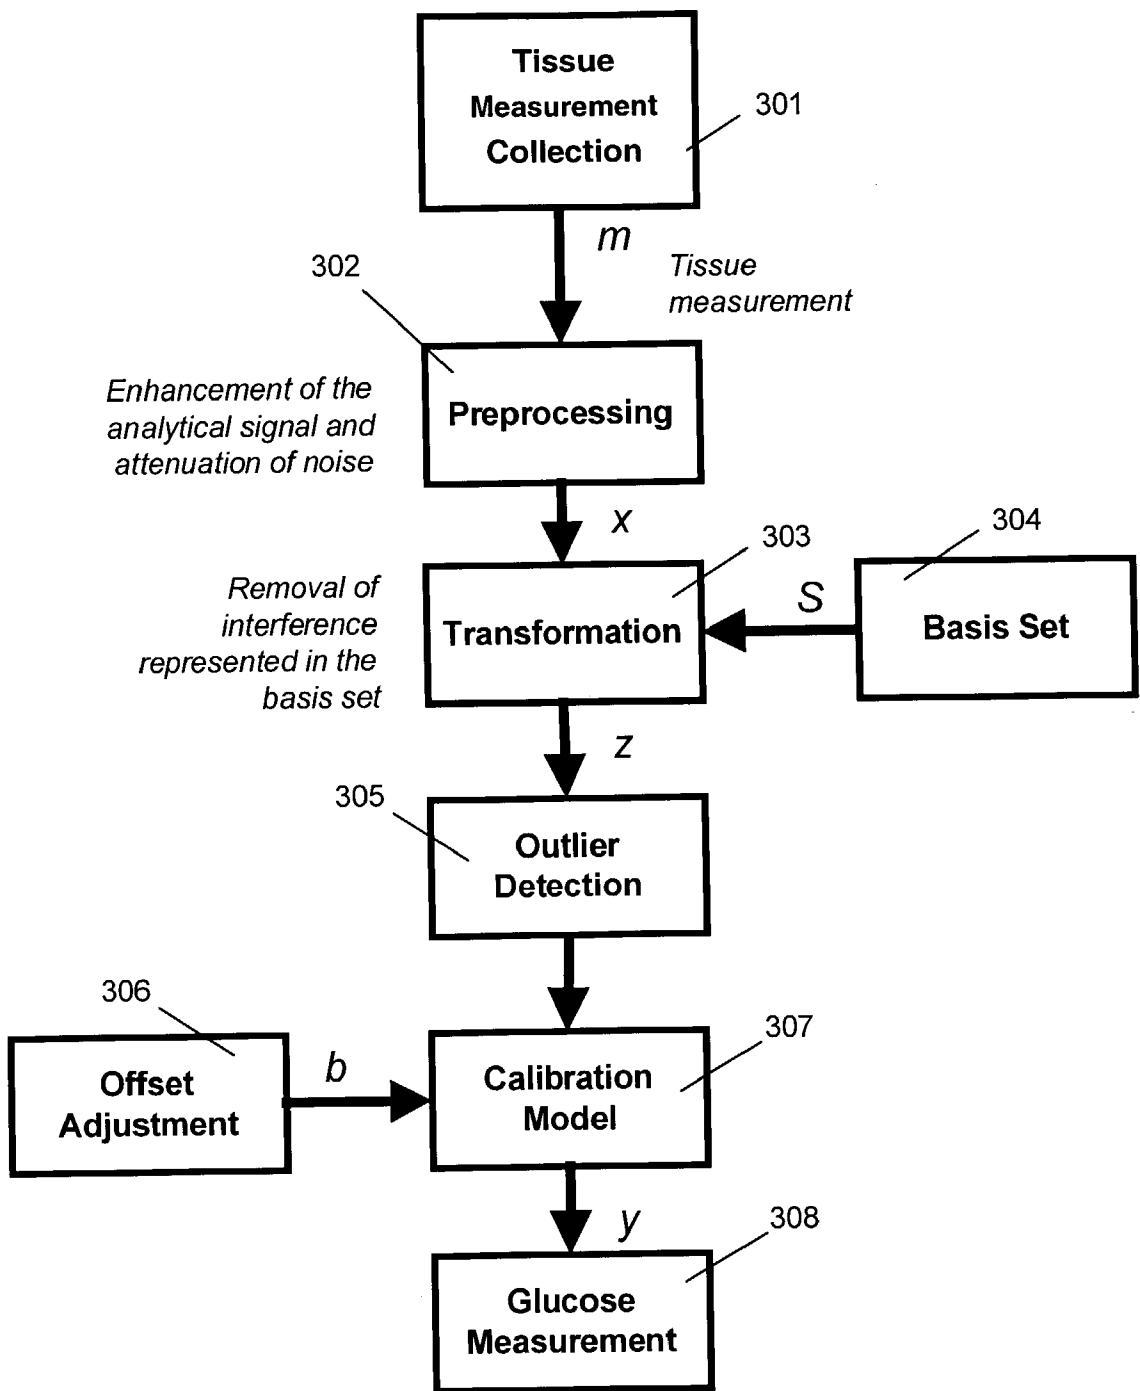 Tissue
Measurement
Collection
301
m
Tissue
measurement
302
Enhancement of the
analytical signal and
attenuation of noise
Preprocessing
x
303
304
Removal of
interference
represented in the
basis set
Transformation
S
Basis Set
z
305
Outlier
Detection
306
307
Offset
Adjustment
b
Calibration
Model
y
308
Glucose
Measurement